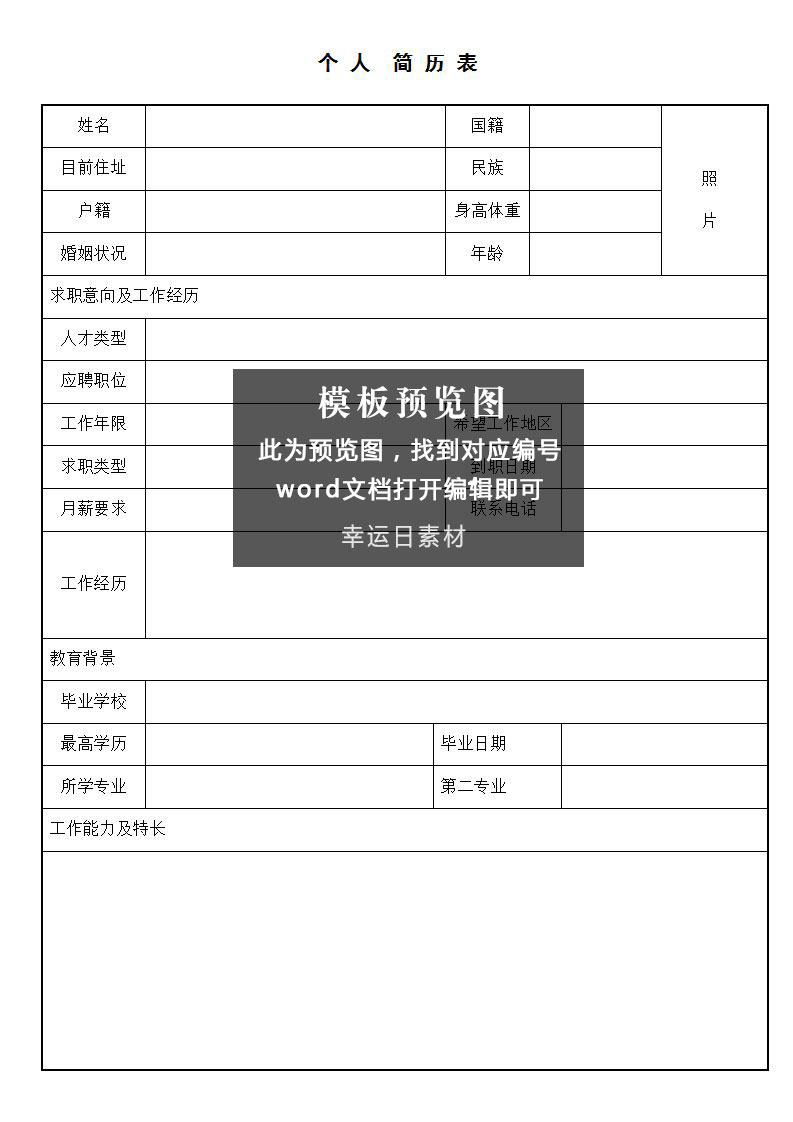 个 人 简 历 表
姓名 国籍
照
片
目前住址 民族
户籍 身高体重
婚姻状况 年龄
求职意向及工作经历
人才类型
应聘职位
模板预览图
工作年限 希望工作地区
此为预览图，找到对应编号
求职类型 到职日期
word文档打开编辑即可
月薪要求 联系电话
幸运日素材
工作经历
教育背景
毕业学校
最高学历 毕业日期
所学专业 第二专业
工作能力及特长